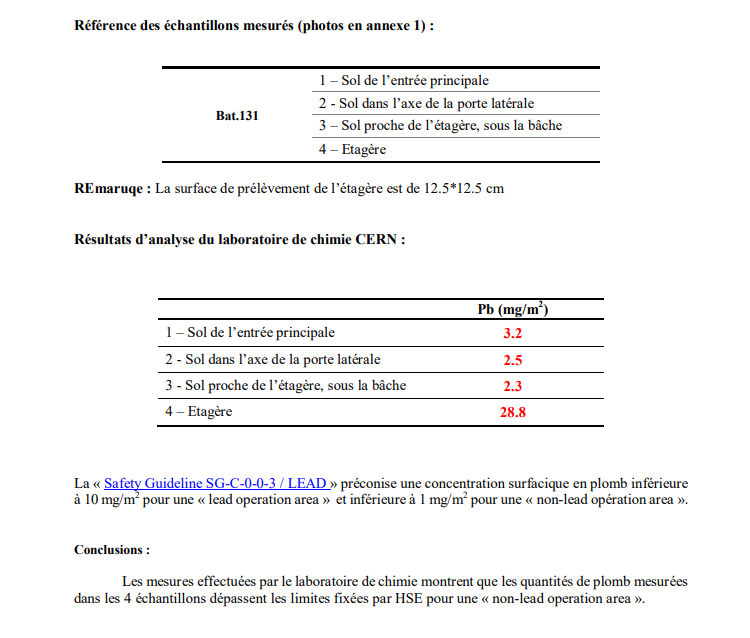 Référence des échantillons mesurés (photos en annexe 1) :
Bat.131
1 – Sol de l'entrée principale
2 - Sol dans l'axe de la porte latérale
3 – Sol proche de l'étagère, sous la bâche
4 – Etagère
REmaruqe : La surface de prélèvement de l'étagère est de 12.5*12.5 cm
Résultats d'analyse du laboratoire de chimie CERN :
Pb (mg/m²)
1 – Sol de l'entrée principale 3.2
2 - Sol dans l'axe de la porte latérale 2.5
3 - Sol proche de l'étagère, sous la bâche 2.3
4 – Etagère 28.8
La « Safety Guideline SG-C-0-0-3 / LEAD » préconise une concentration surfacique en plomb inférieure
à 10 mg/m² pour une « lead operation area » et inférieure à 1 mg/m² pour une « non-lead opération area ».
Conclusions :
Les mesures effectuées par le laboratoire de chimie montrent que les quantités de plomb mesurées
dans les 4 échantillons dépassent les limites fixées par HSE pour une « non-lead operation area ».